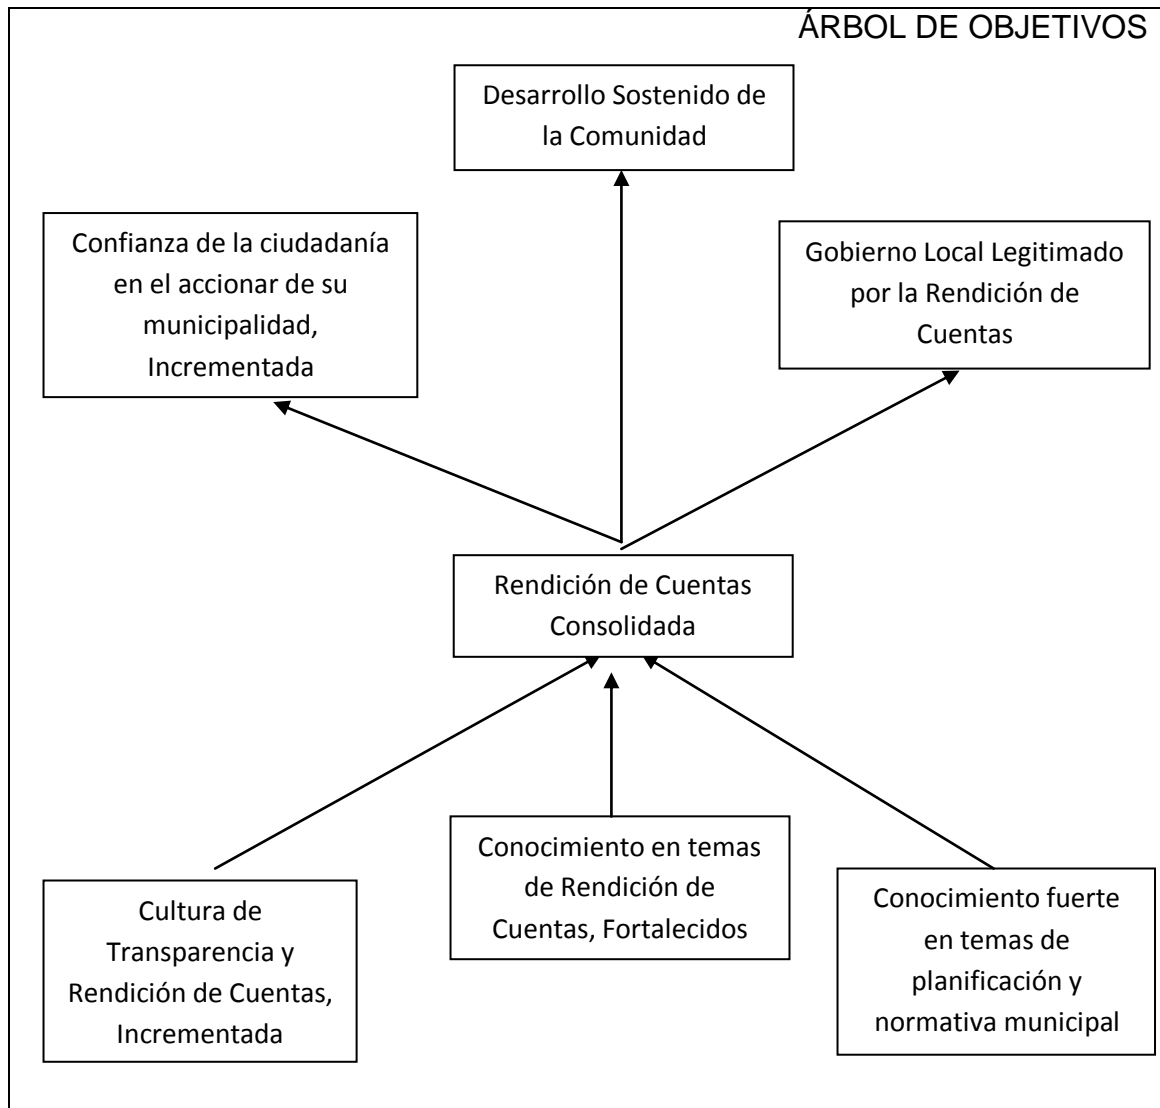 ÁRBOL DE OBJETIVOS
Desarrollo Sostenido de
la Comunidad
Confianza de la ciudadanía
en el accionar de su
municipalidad,
Incrementada
Gobierno Local Legitimado
por la Rendición de
Cuentas
Rendición de Cuentas
Consolidada
Cultura de
Transparencia y
Rendición de Cuentas,
Incrementada
Conocimiento en temas
de Rendición de
Cuentas, Fortalecidos
Conocimiento fuerte
en temas de
planificación y
normativa municipal